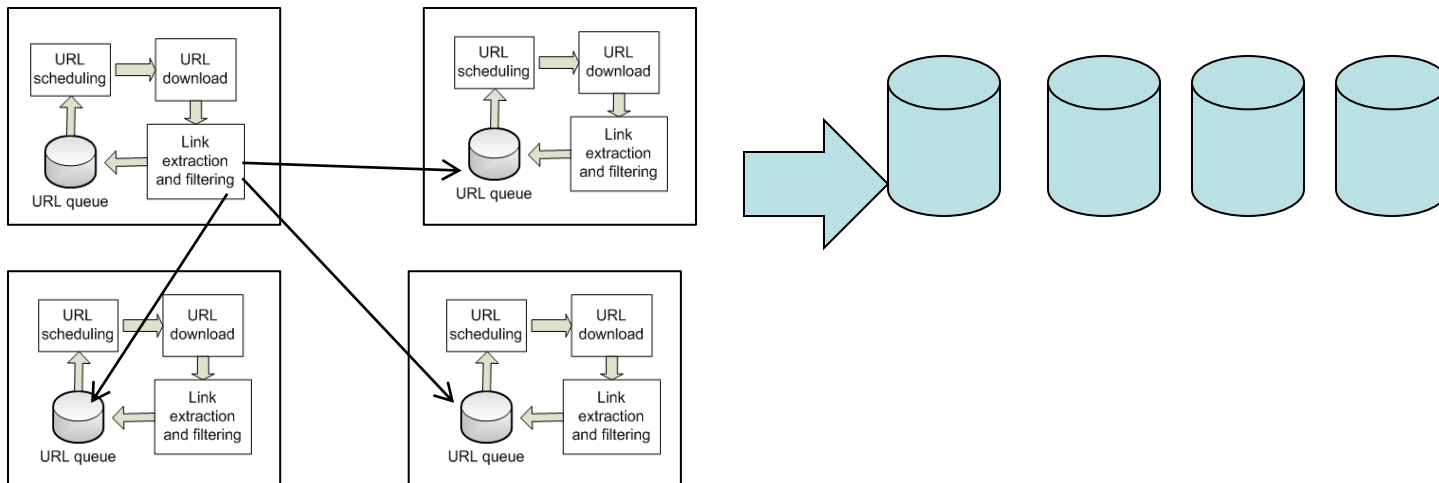 URL
scheduling
URL
download
Link
extraction
and filtering
URL queue
URL
scheduling
URL
download
Link
extraction
and filtering
URL queue
URL
scheduling
URL
download
Link
extraction
and filtering
URL queue
URL
scheduling
URL
download
Link
extraction
and filtering
URL queue